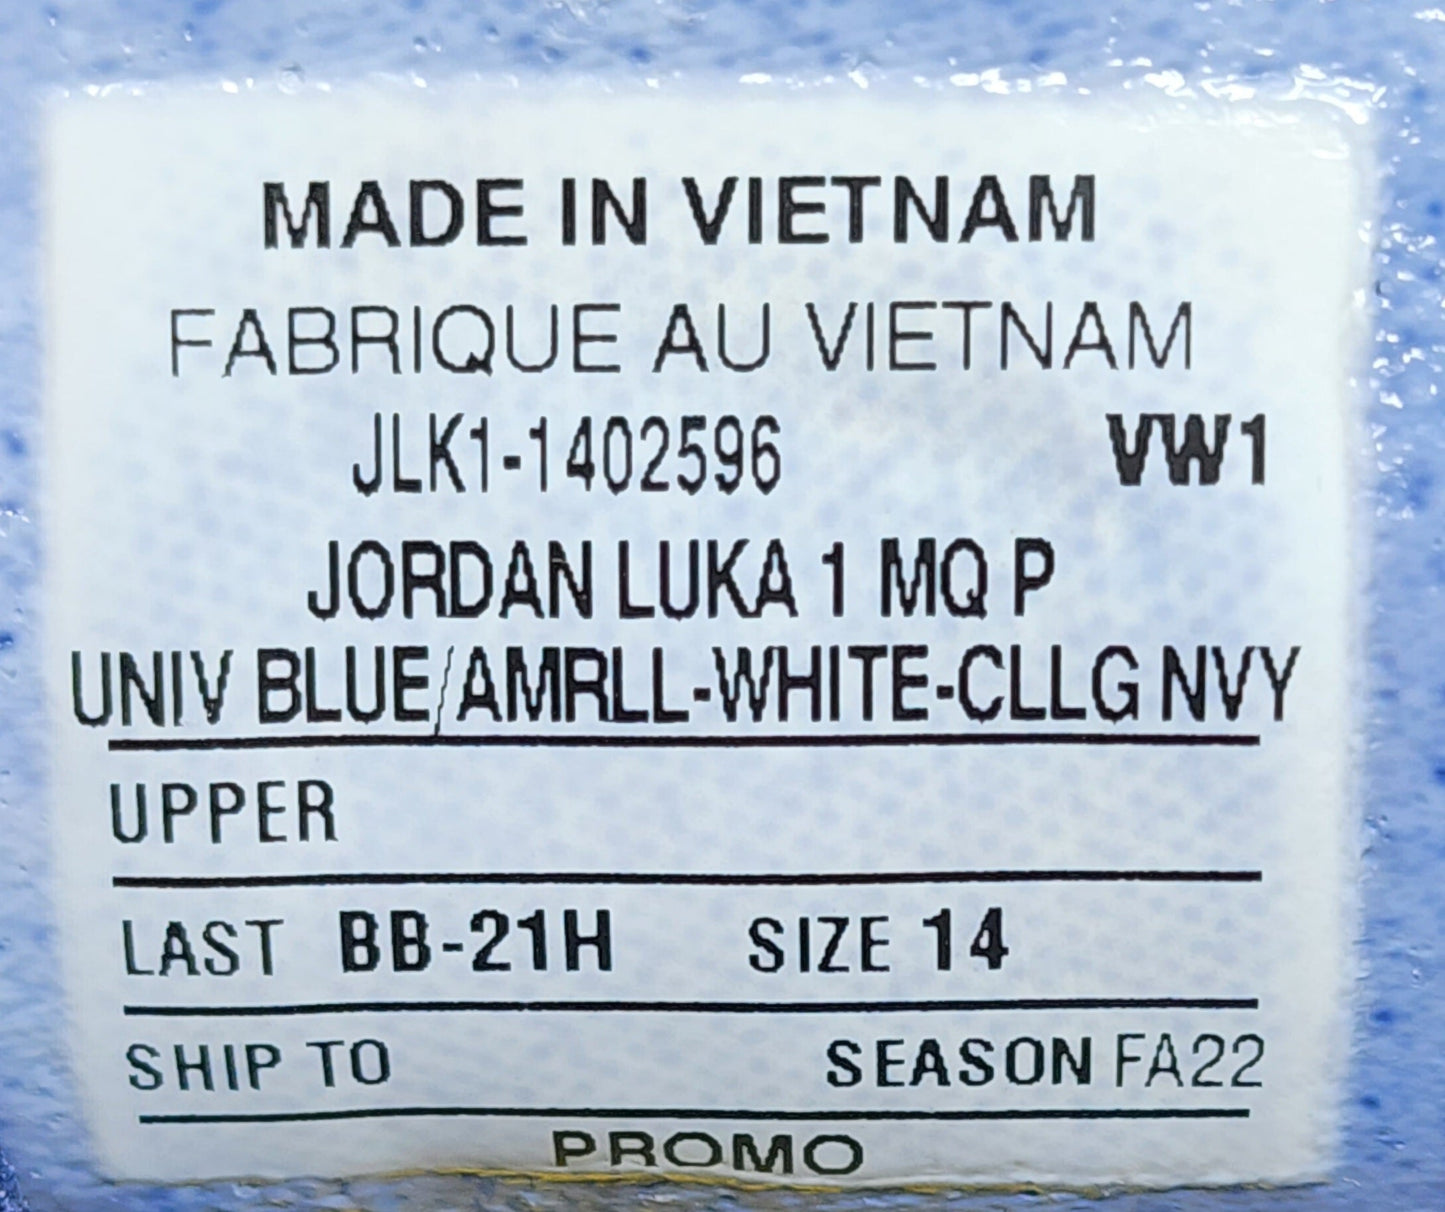 MADE IN VIETNAM
FABRIQUE AU VIETNAM
JLK1-1402596 VW1
JORDAN LUKA 1 MQ P
UNIV BLUE/AMRLL-WHITE-CLLG NVY
UPPER
LAST BB-21H SIZE 14
SHIP TO SEASON FA22
PROMO